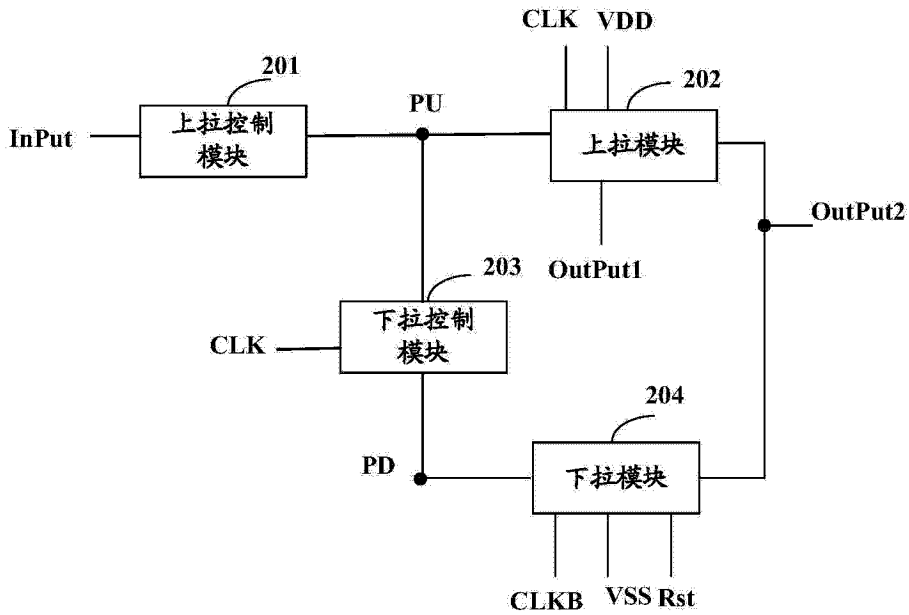 CLK VDD
201
202
PU
InPut
上拉控制
模块
上拉模块
OutPut2
OutPut1
203
下拉控制
模块
CLK
204
PD
下拉模块
CLKB VSS Rst